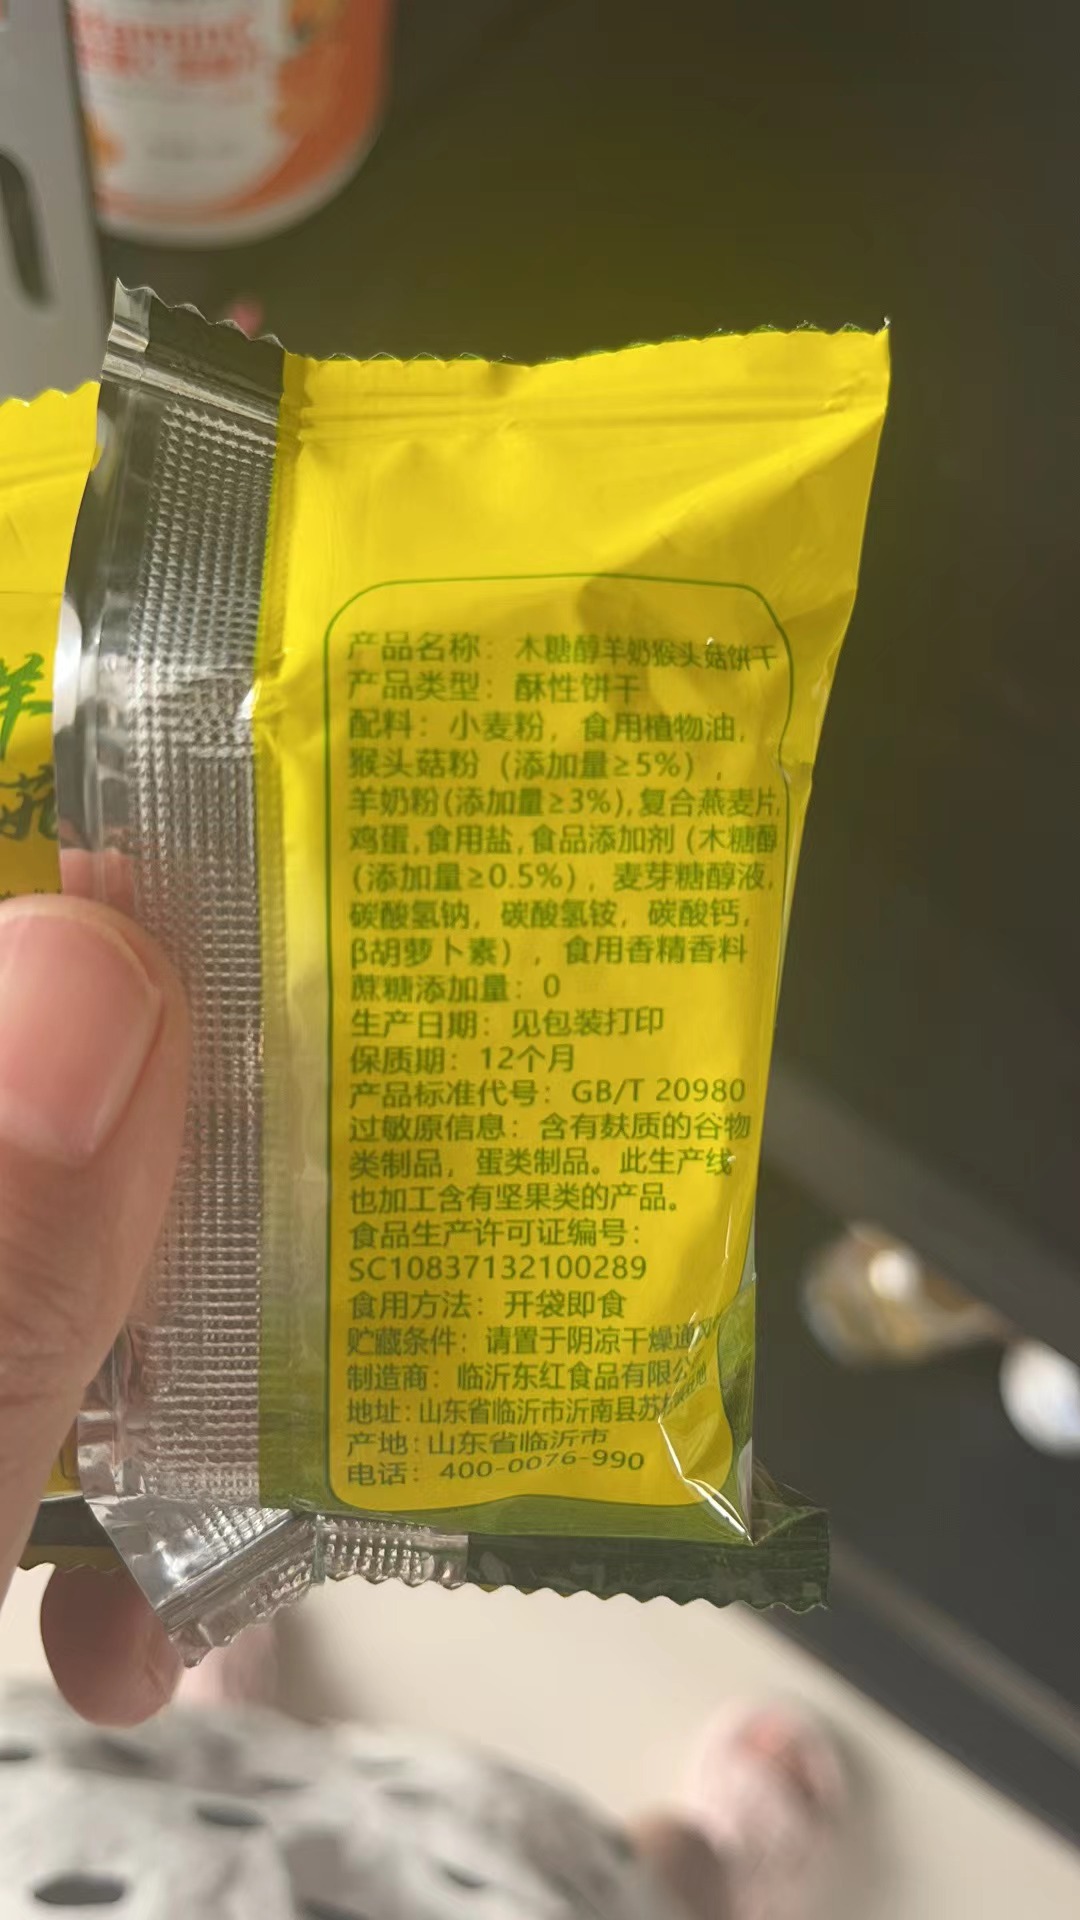 产品名称：木糖醇羊奶猴头菇饼干
产品类型：酥性饼干
配料：小麦粉，食用植物油，
猴头菇粉（添加量≥5%），
羊奶粉(添加量≥3%),复合燕麦片,
鸡蛋,食用盐,食品添加剂 (木糖醇
(添加量≥0.5%)，麦芽糖醇液,
碳酸氢钠，碳酸氢铵，碳酸钙，
β胡萝卜素），食用香精香料
蔗糖添加量：0
生产日期：见包装打印
保质期：12个月
产品标准代号：GB/T 20980
过敏原信息：含有麸质的谷物
类制品，蛋类制品。此生产线
也加工含有坚果类的产品。
食品生产许可证编号：
SC10837132100289
食用方法：开袋即食
贮藏条件：请置于阴凉干燥通
制造商：临沂东红食品有限公
地址：山东省临沂市沂南县苏
产地：山东省临沂市
电话：400-0076-990
羊
菇